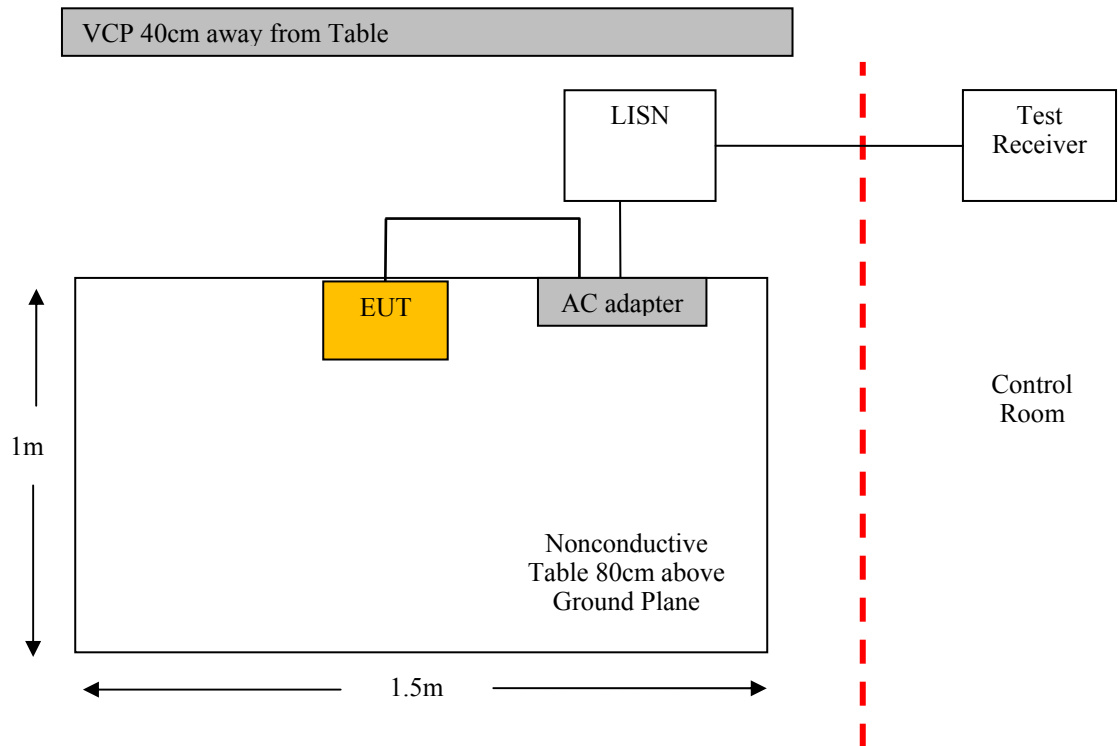 VCP 40cm away from Table
LISN
Test
Receiver
EUT
AC adapter
Control
Room
1m
Nonconductive
Table 80cm above
Ground Plane
1.5m